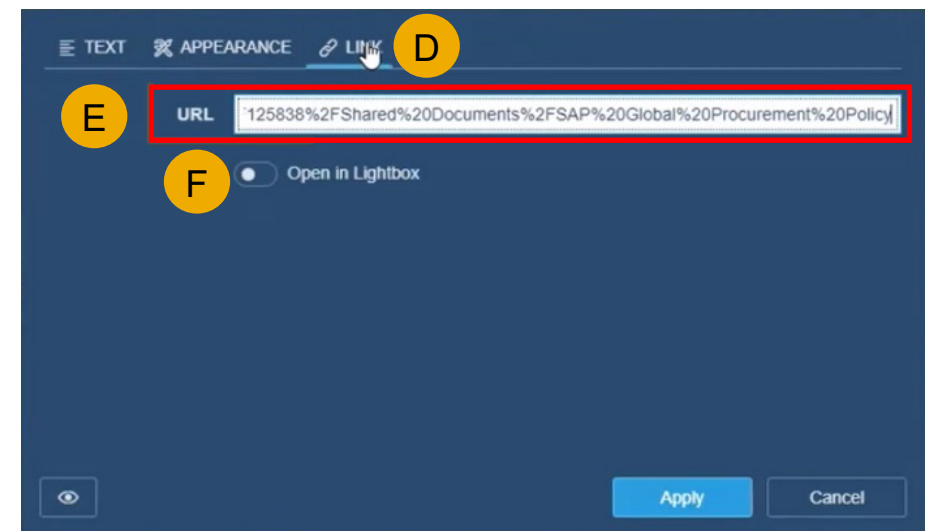 TEXT APPEARANCE LINK D
E URL 125838%2FShared%20Documents%2FSAP%20Global%20Procurement%20Policy
F Open in Lightbox
Apply Cancel